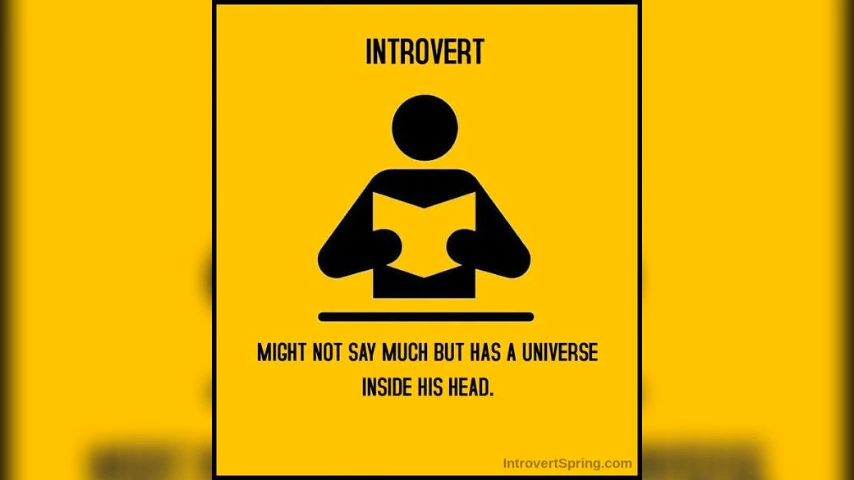 INTROVERT
MIGHT NOT SAY MUCH BUT HAS A UNIVERSE
INSIDE HIS HEAD.
IntrovertSpring.com